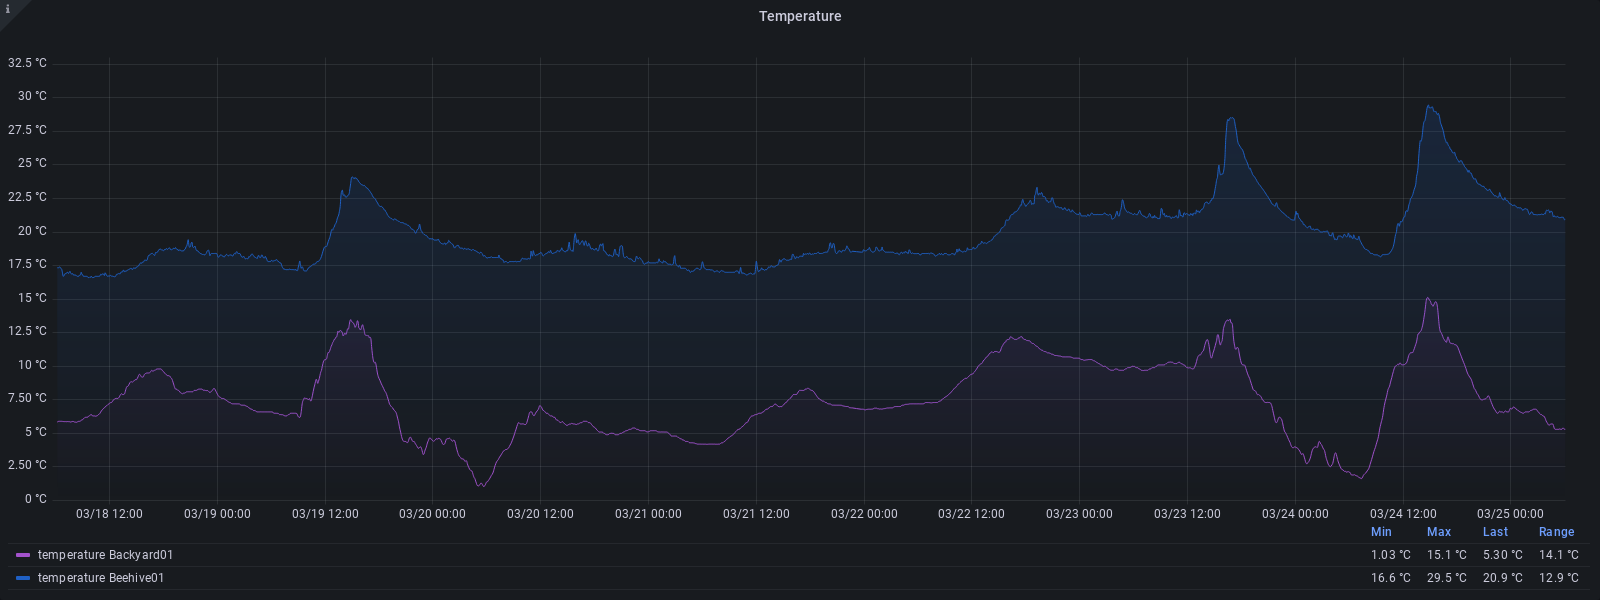 i
Temperature
32.5 °C
30 °C
27.5 °C
25 °C
22.5 °C
20 °C
17.5 °C
15 °C
12.5 °C
10 °C
7.50 °C
5 °C
2.50 °C
0 °C
03/18 12:00 03/19 00:00 03/19 12:00 03/20 00:00 03/20 12:00 03/21 00:00 03/21 12:00 03/22 00:00 03/22 12:00 03/23 00:00 03/23 12:00 03/24 00:00 03/24 12:00 03/25 00:00
Min Max Last Range
temperature Backyard01 1.03 °C 15.1 °C 5.30 °C 14.1 °C
temperature Beehive01 16.6 °C 29.5 °C 20.9 °C 12.9 °C